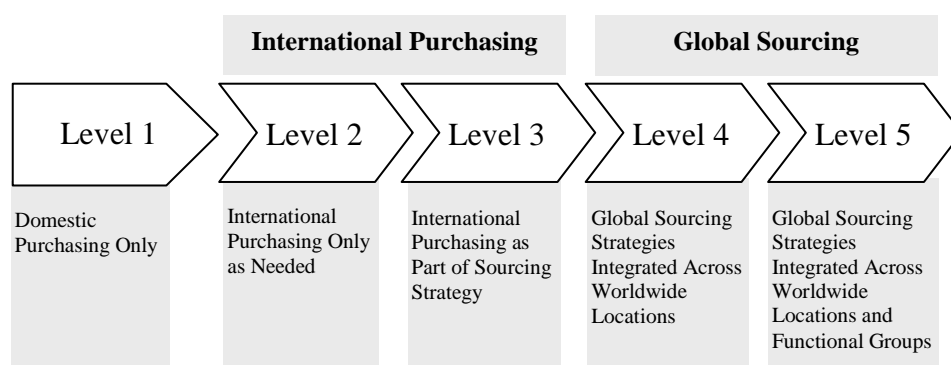 International Purchasing
Global Sourcing
Level 1
Level 2
Level 3
Level 4
Level 5
Domestic
Purchasing Only
International
Purchasing Only
as Needed
International
Purchasing as
Part of Sourcing
Strategy
Global Sourcing
Strategies
Integrated Across
Worldwide
Locations
Global Sourcing
Strategies
Integrated Across
Worldwide
Locations and
Functional Groups